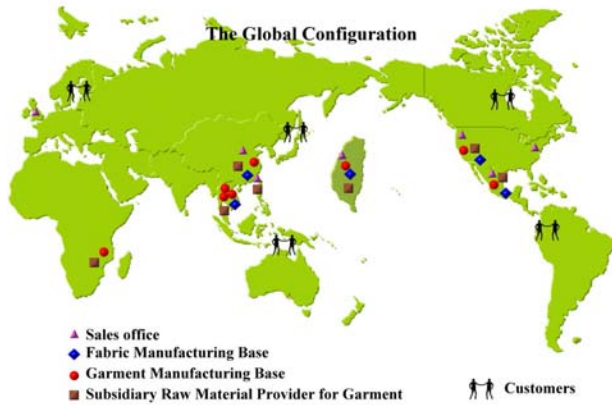 The Global Configuration
Sales office
Fabric Manufacturing Base
Garment Manufacturing Base
Subsidiary Raw Material Provider for Garment
Customers